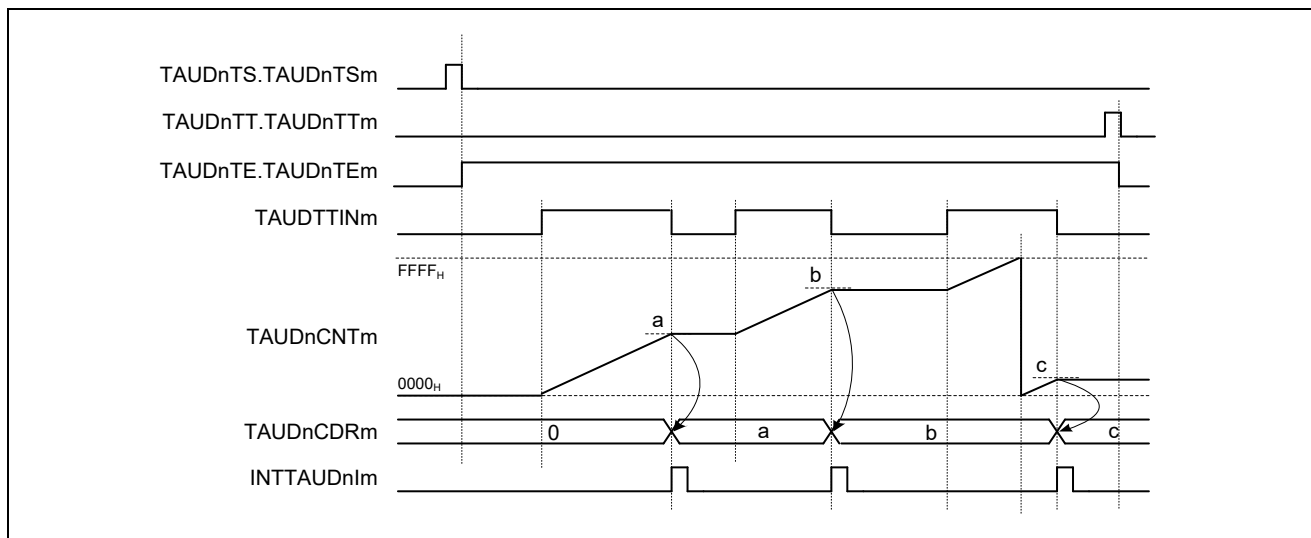 TAUDnTS.TAUDnTSm
TAUDnTT.TAUDnTTm
TAUDnTE.TAUDnTEm
TAUDTTINm
FFFFH
b
a
TAUDnCNTm
c
0000H
TAUDnCDRm 0 a b c
INTTAUDnIm